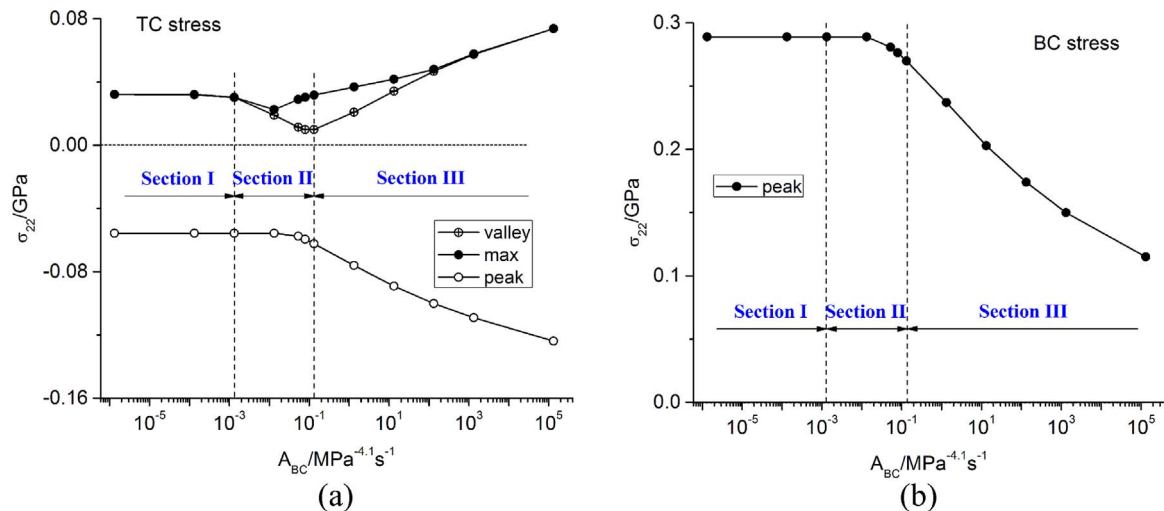 0.08
TC stress
0.00
Section I
Section II
Section III
σ22/GPa
-0.08
valley
max
peak
-0.16
10-5
10-3
10-1
101
103
105
ABC/MPa-4.1s-1
(a)
0.3
BC stress
0.2
peak
σ22/GPa
0.1
Section I
Section II
Section III
0.0
10-5
10-3
10-1
101
103
105
ABC/MPa-4.1s-1
(b)